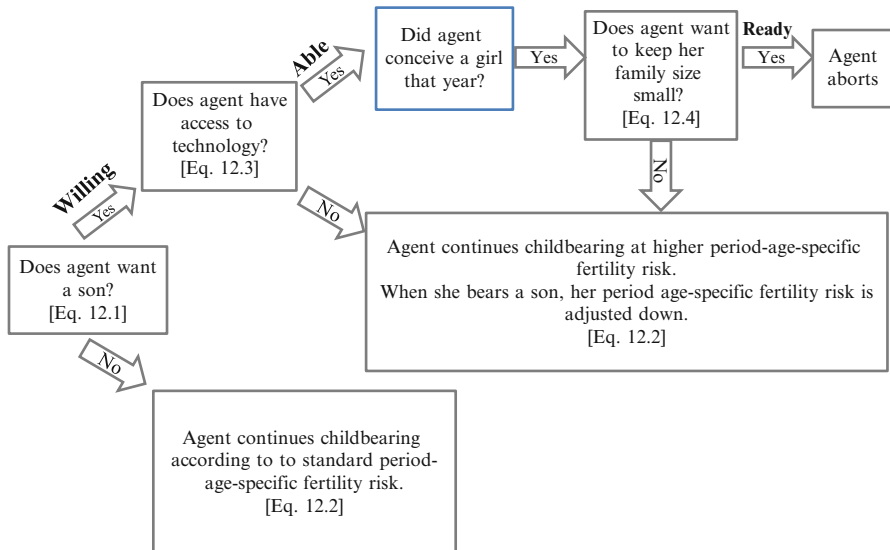 Does agent want
a son?
[Eq. 12.1]
Willing
Yes
No
Does agent have
access to
technology?
[Eq. 12.3]
Able
Yes
No
Did agent
conceive a girl
that year?
Yes
Does agent want
to keep her
family size
small?
[Eq. 12.4]
Ready
Yes
No
Agent
aborts
Agent continues childbearing at higher period-age-specific
fertility risk.
When she bears a son, her period age-specific fertility risk is
adjusted down.
[Eq. 12.2]
Agent continues childbearing
according to to standard period-
age-specific fertility risk.
[Eq. 12.2]